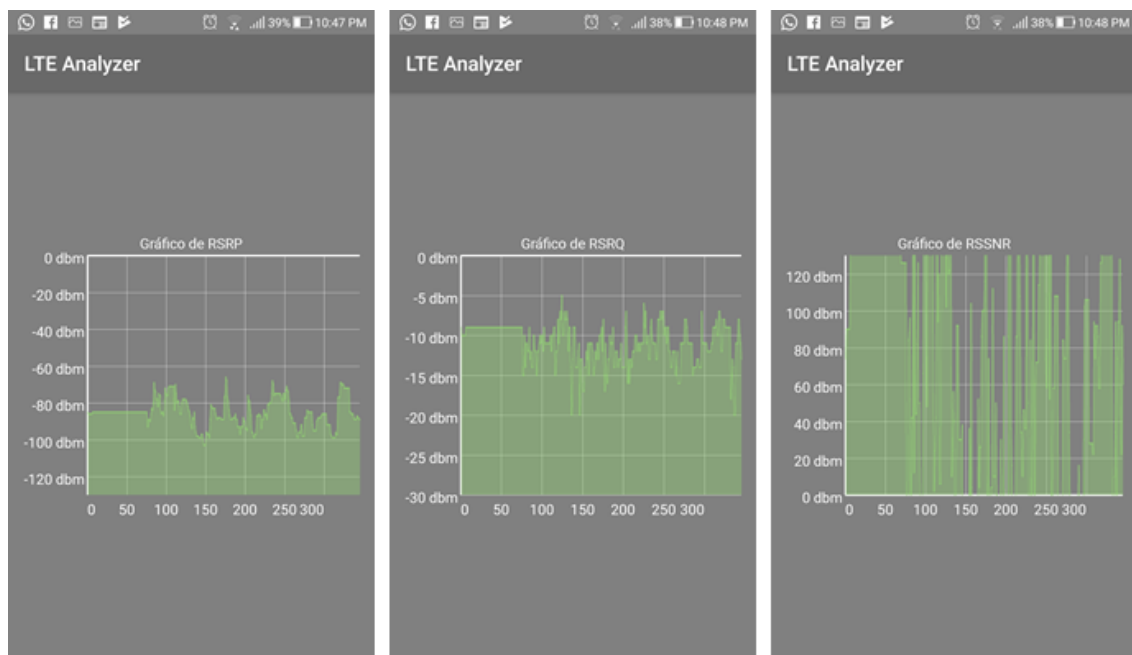 39% 10:47 PM
LTE Analyzer
Gráfico de RSRP
0 dbm
-20 dbm
-40 dbm
-60 dbm
-80 dbm
-100 dbm
-120 dbm
0 50 100 150 200 250 300
38% 10:48 PM
LTE Analyzer
Gráfico de RSRQ
0 dbm
-5 dbm
-10 dbm
-15 dbm
-20 dbm
-25 dbm
-30 dbm
0 50 100 150 200 250 300
38% 10:48 PM
LTE Analyzer
Gráfico de RSSNR
120 dbm
100 dbm
80 dbm
60 dbm
40 dbm
20 dbm
0 dbm
0 50 100 150 200 250 300